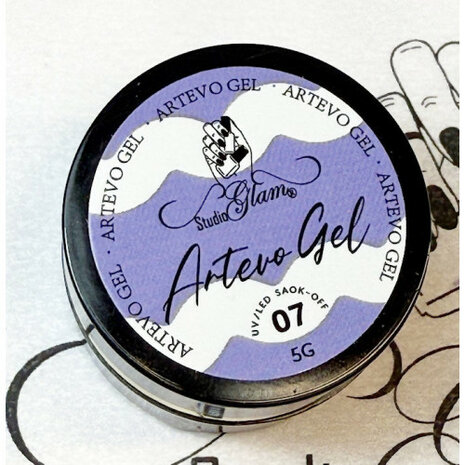 ARTEVO GEL · ARTEVO GEL · ARTEVO GEL · ARTEVO GEL · ARTEVO GEL
Studio Glam®
Artevo Gel
UV/LED SAOK-OFF
07
5G